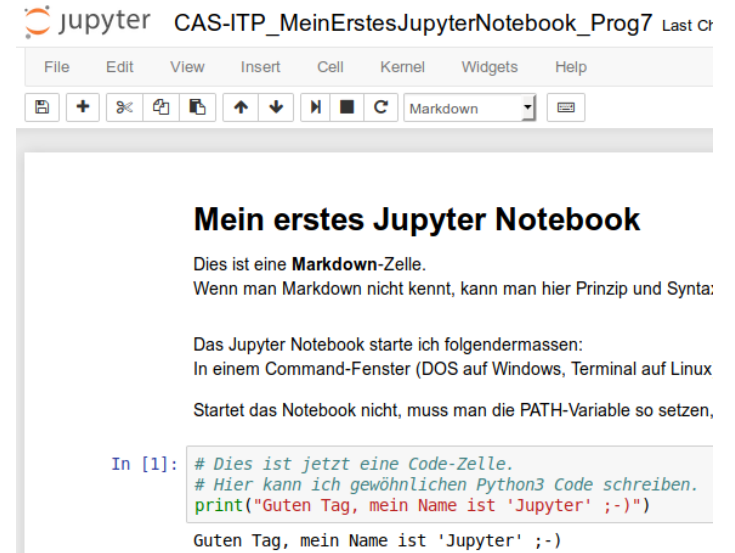 jupyter CAS-ITP_MeinErstesJupyterNotebook_Prog7 Last
File Edit View Insert Cell Kernel Widgets Help
Markdown
Mein erstes Jupyter Notebook
Dies ist eine Markdown-Zelle.
Wenn man Markdown nicht kennt, kann man hier Prinzip und
Das Jupyter Notebook starte ich folgendermassen:
In einem Command-Fenster (DOS auf Windows, Terminal auf Linux
Startet das Notebook nicht, muss man die PATH-Variable so setzen,
In [1]: # Dies ist jetzt eine Code-Zelle.
# Hier kann ich gewöhnlichen Python3 Code schreiben.
print("Guten Tag, mein Name ist 'Jupyter' ;-)")
Guten Tag, mein Name ist 'Jupyter' ;-)